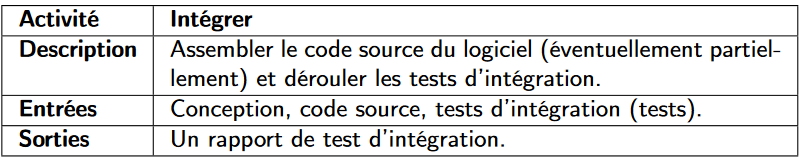 Activité Intégrer
Description Assembler le code source du logiciel (éventuellement partiel-
lement) et dérouler les tests d'intégration.
Entrées Conception, code source, tests d'intégration (tests).
Sorties Un rapport de test d'intégration.